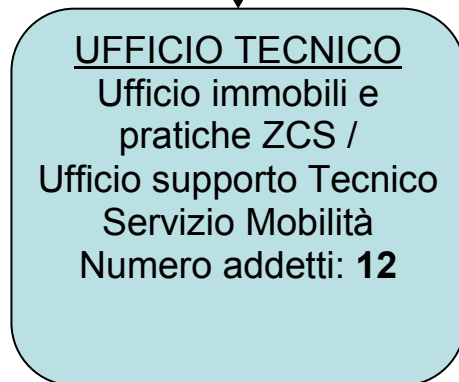 UFFICIO TECNICO
Ufficio immobili e
pratiche ZCS /
Ufficio supporto Tecnico
Servizio Mobilità
Numero addetti: 12